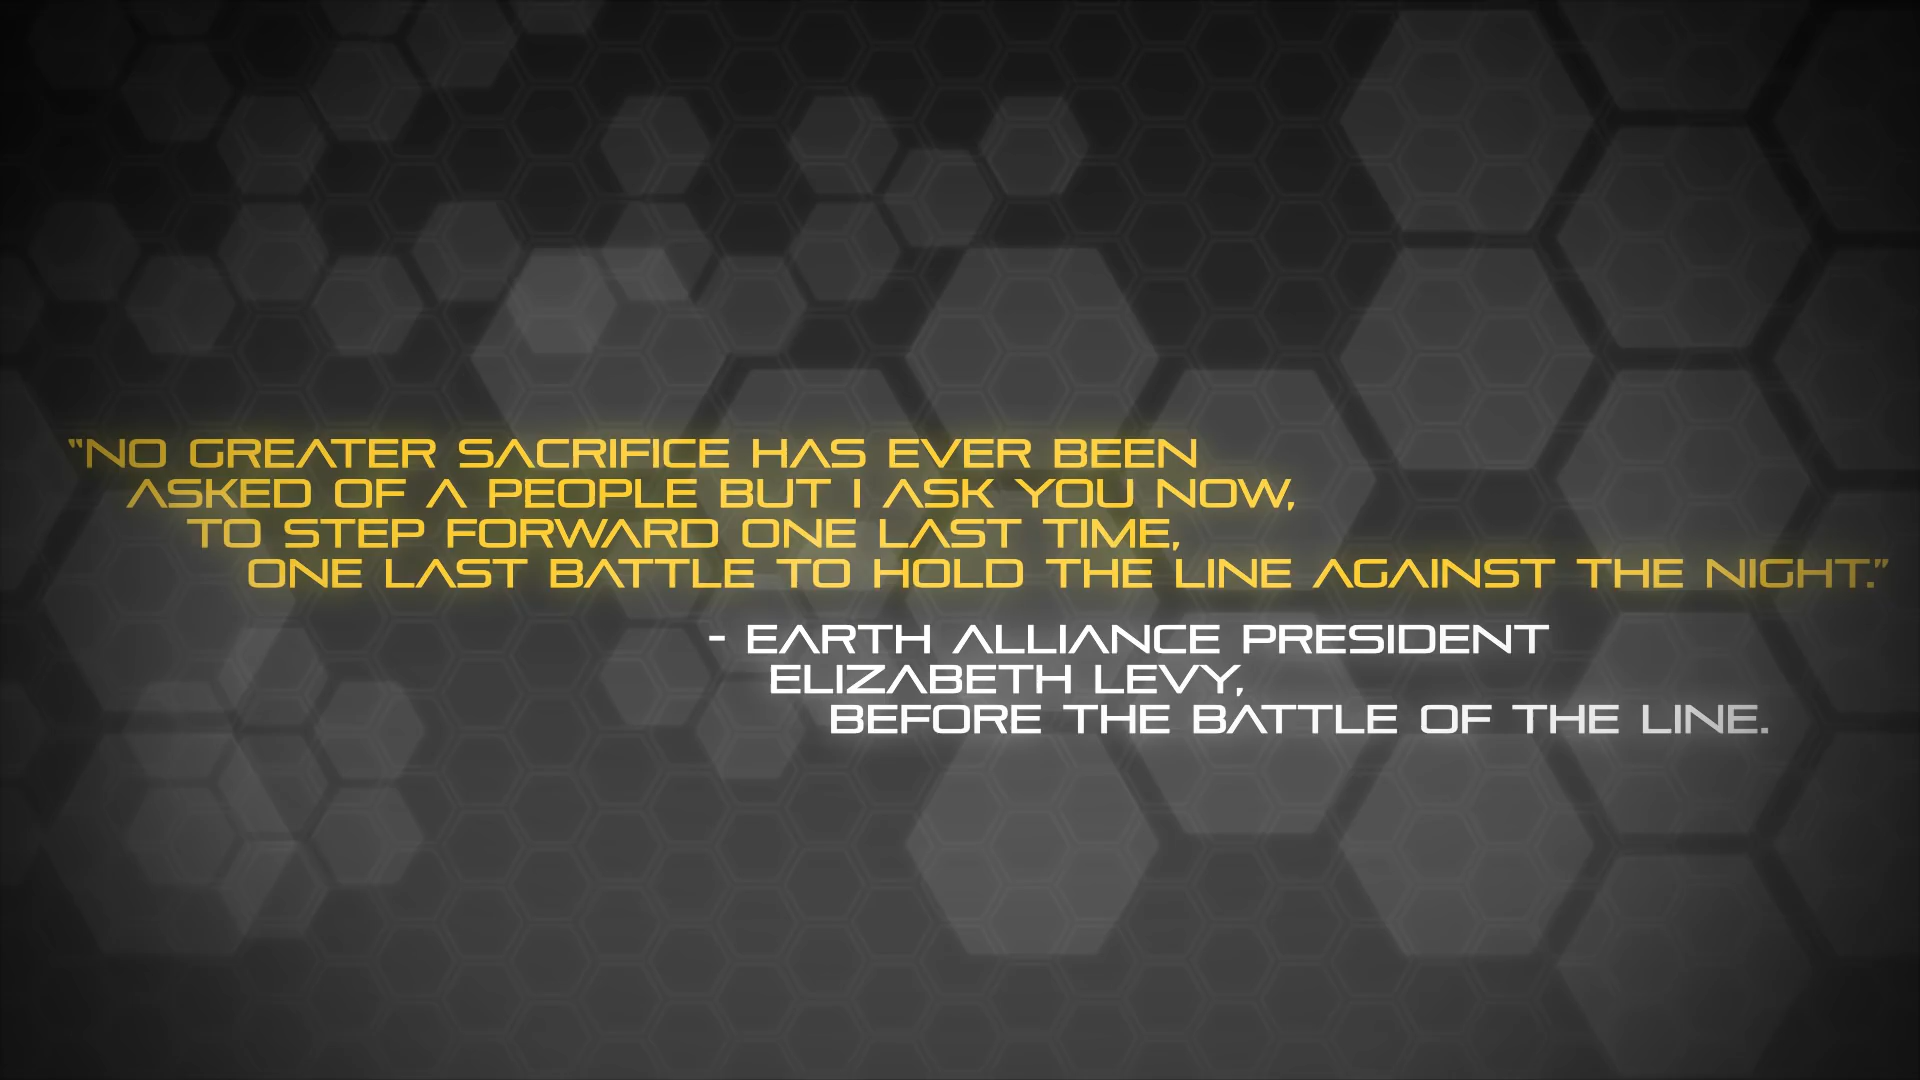 "NO GREATER SACRIFICE HAS EVER BEEN
ASKED OF A PEOPLE BUT I ASK YOU NOW,
TO STEP FORWARD ONE LAST TIME,
ONE LAST BATTLE TO HOLD THE LINE AGAINST THE NIGHT."
- EARTH ALLIANCE PRESIDENT
ELIZABETH LEVY,
BEFORE THE BATTLE OF THE LINE.